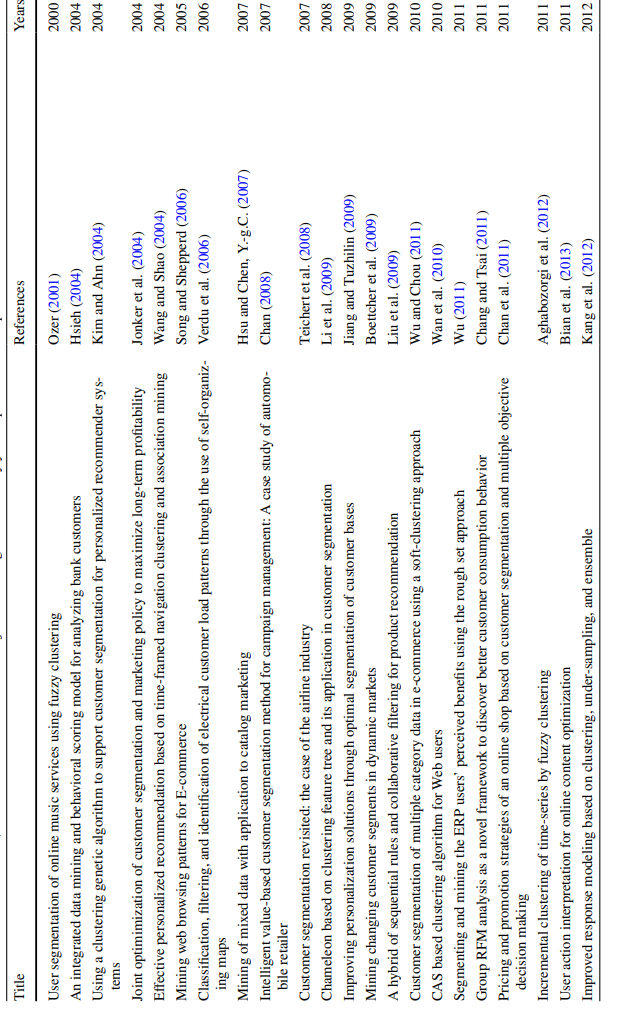 Title References Years
User segmentation of online music services using fuzzy clustering Ozer (2001) 2000
An integrated data mining and behavioral scoring model for analyzing bank customers Hsieh (2004) 2004
Using a clustering genetic algorithm to support customer segmentation for personalized recommender sys- Kim and Ahn (2004) 2004
tems
Joint optimimization of customer segmentation and marketing policy to maximize long-term profitability Jonker et al. (2004) 2004
Effective personalized recommendation based on time-framed navigation clustering and association mining Wang and Shao (2004) 2004
Mining web browsing patterns for E-commerce Song and Shepperd (2006) 2005
Classification, filtering, and identification of electrical customer load patterns through the use of self-organiz- Verdu et al. (2006) 2006
ing maps
Mining of mixed data with application to catalog marketing Hsu and Chen, Y.-g.C. (2007) 2007
Intelligent value-based customer segmentation method for campaign management: A case study of automo- Chan (2008) 2007
bile retailer
Customer segmentation revisited: the case of the airline industry Teichert et al. (2008) 2007
Chameleon based on clustering feature tree and its application in customer segmentation Li et al. (2009) 2008
Improving personalization solutions through optimal segmentation of customer bases Jiang and Tuzhilin (2009) 2009
Mining changing customer segments in dynamic markets Boettcher et al. (2009) 2009
A hybrid of sequential rules and collaborative filtering for product recommendation Liu et al. (2009) 2009
Customer segmentation of multiple category data in e-commerce using a soft-clustering approach Wu and Chou (2011) 2010
CAS based clustering algorithm for Web users Wan et al. (2010) 2010
Segmenting and mining the ERP users' perceived benefits using the rough set approach Wu (2011) 2011
Group RFM analysis as a novel framework to discover better customer consumption behavior Chang and Tsai (2011) 2011
Pricing and promotion strategies of an online shop based on customer segmentation and multiple objective Chan et al. (2011) 2011
decision making
Incremental clustering of time-series by fuzzy clustering Aghabozorgi et al. (2012) 2011
User action interpretation for online content optimization Bian et al. (2013) 2011
Improved response modeling based on clustering, under-sampling, and ensemble Kang et al. (2012) 2012